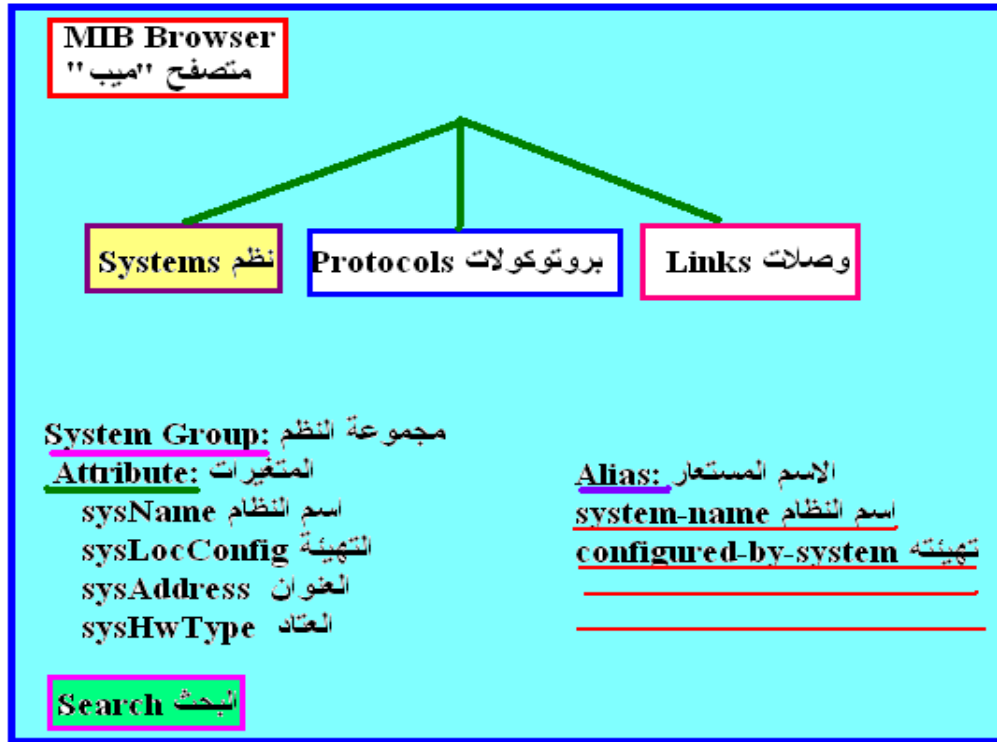 MIB Browser
متصفح "ميب"
Systems نظم
Protocols بروتوكولات
Links وصلات
System Group: مجموعة النظم
Attribute: المتغيرات
Alias: الاسم المستعار
sysName اسم النظام
system-name اسم النظام
sysLocConfig التهيئة
configured-by-system تهيئته
sysAddress العنوان
sysHwType العتاد
Search البحث